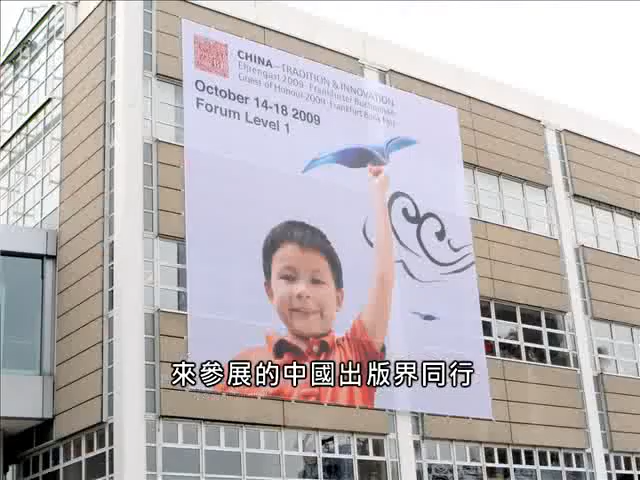 CHINA—TRADITION & INNOVATION
Ehrengast 2009 · Frankfurter Buchmesse
Guest of Honour 2009 · Frankfurt Book Fair
October 14-18 2009
Forum Level 1
來參展的中國出版界同行